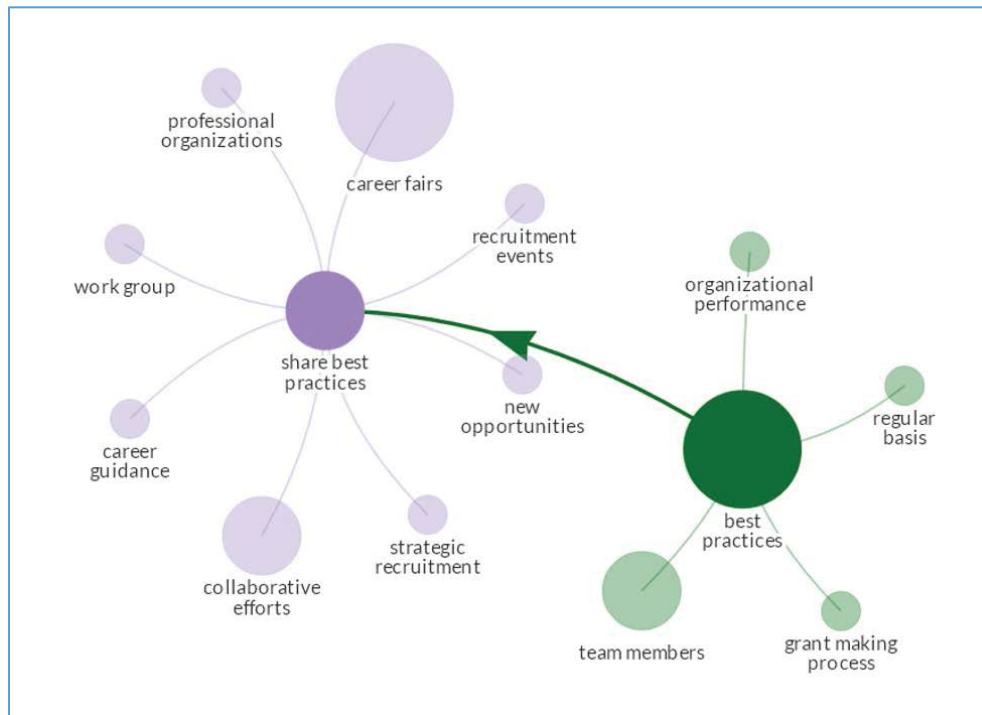 professional
organizations
career fairs
recruitment
events
work group
organizational
performance
share best
practices
new
opportunities
regular
basis
career
guidance
best
practices
strategic
recruitment
collaborative
efforts
team members
grant making
process